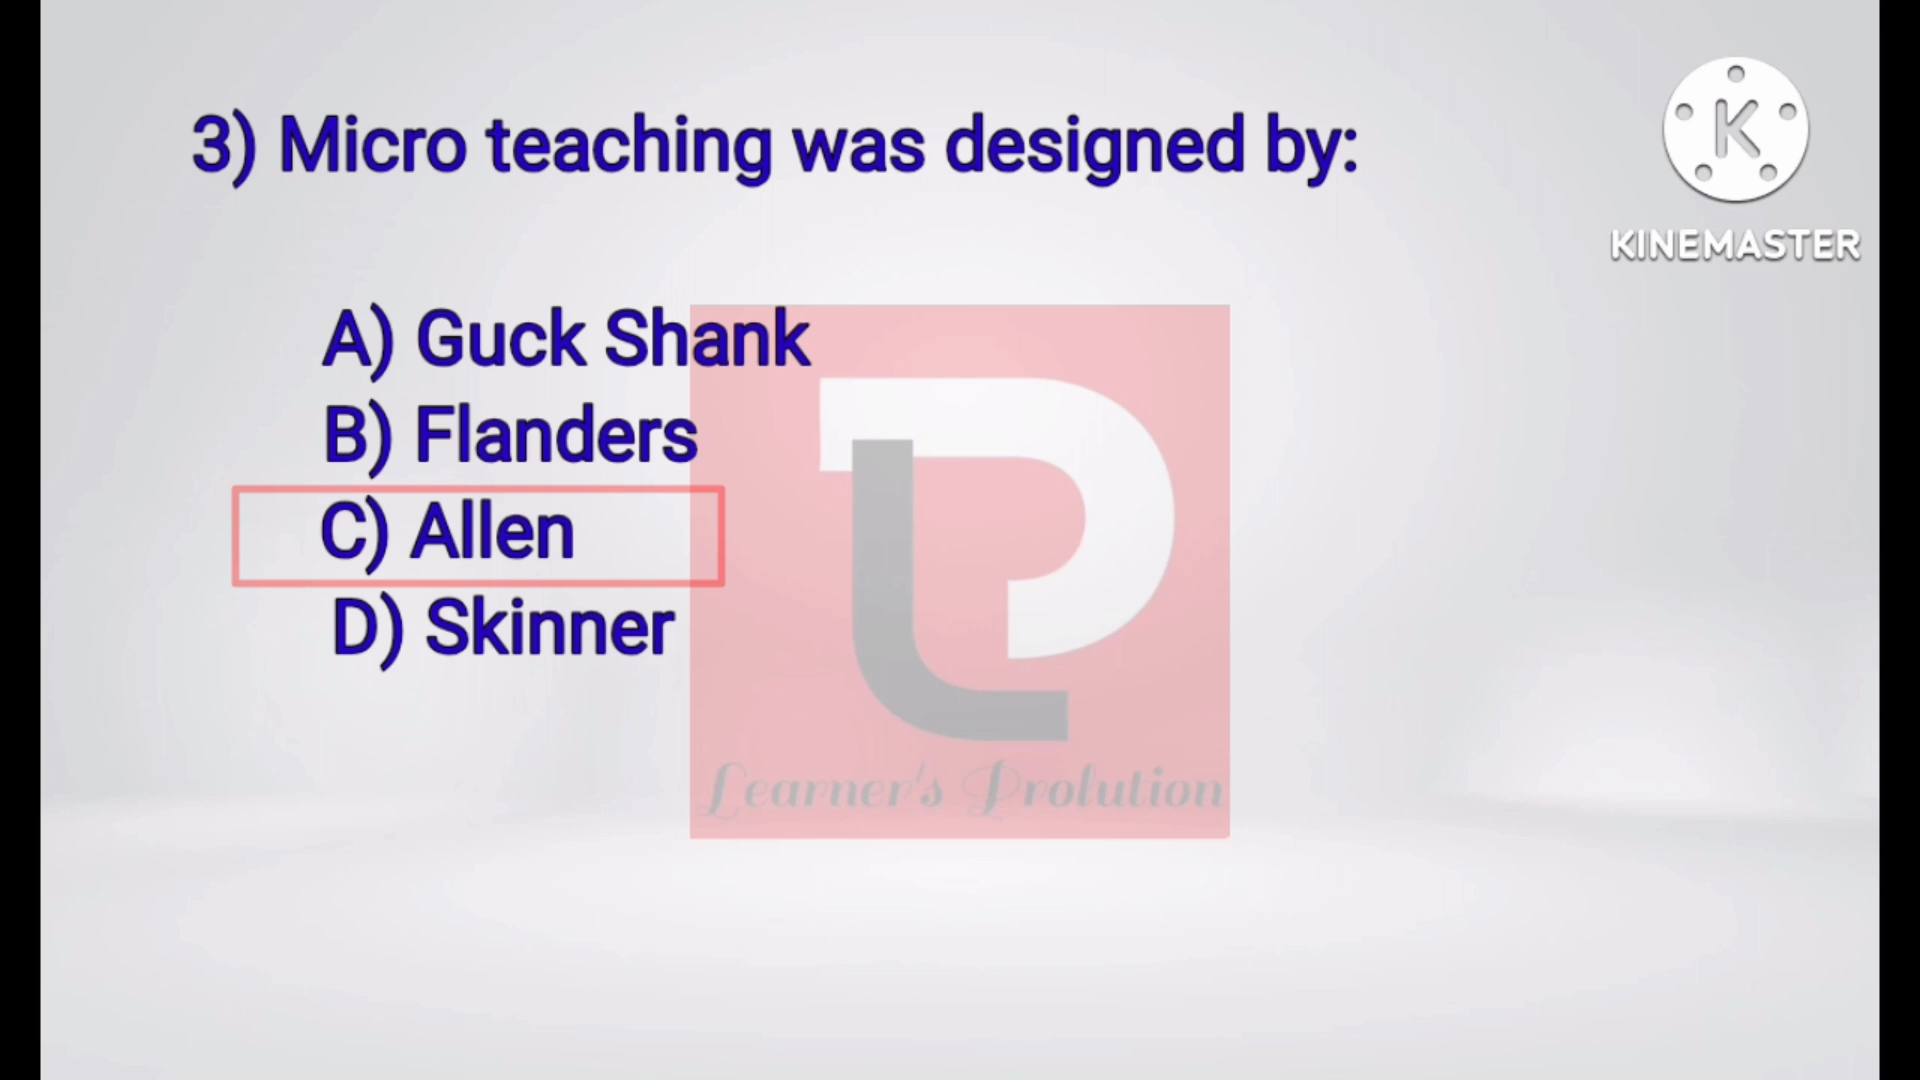 3) Micro teaching was designed by:
K
KINEMASTER
A) Guck Shank
B) Flanders
C) Allen
D) Skinner
Learner's Prolution